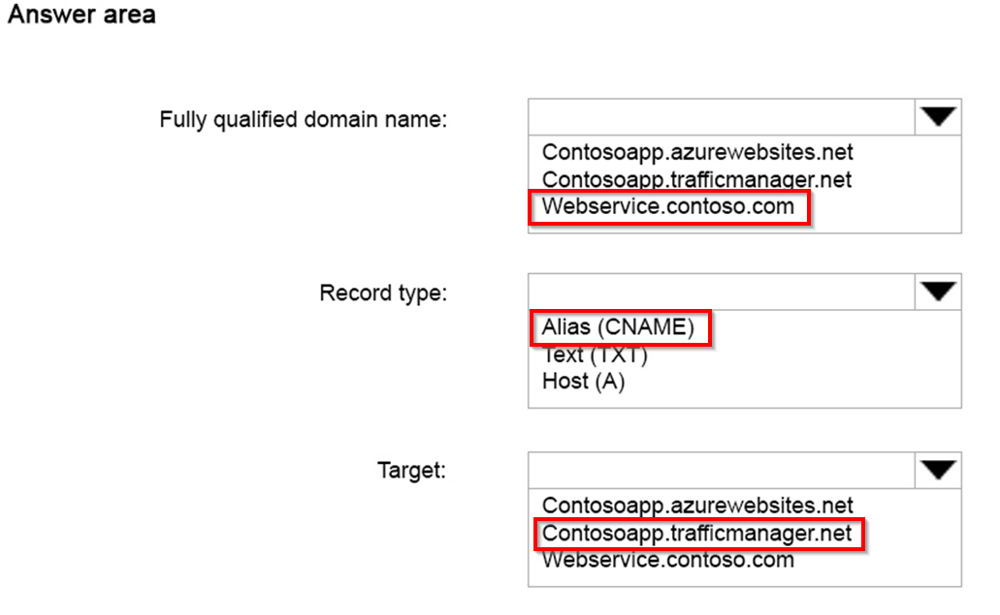 Answer area
Fully qualified domain name:
Contosoapp.azurewebsites.net
Contosoapp.trafficmanager.net
Webservice.contoso.com
Record type:
Alias (CNAME)
Text (TXT)
Host (A)
Target:
Contosoapp.azurewebsites.net
Contosoapp.trafficmanager.net
Webservice.contoso.com